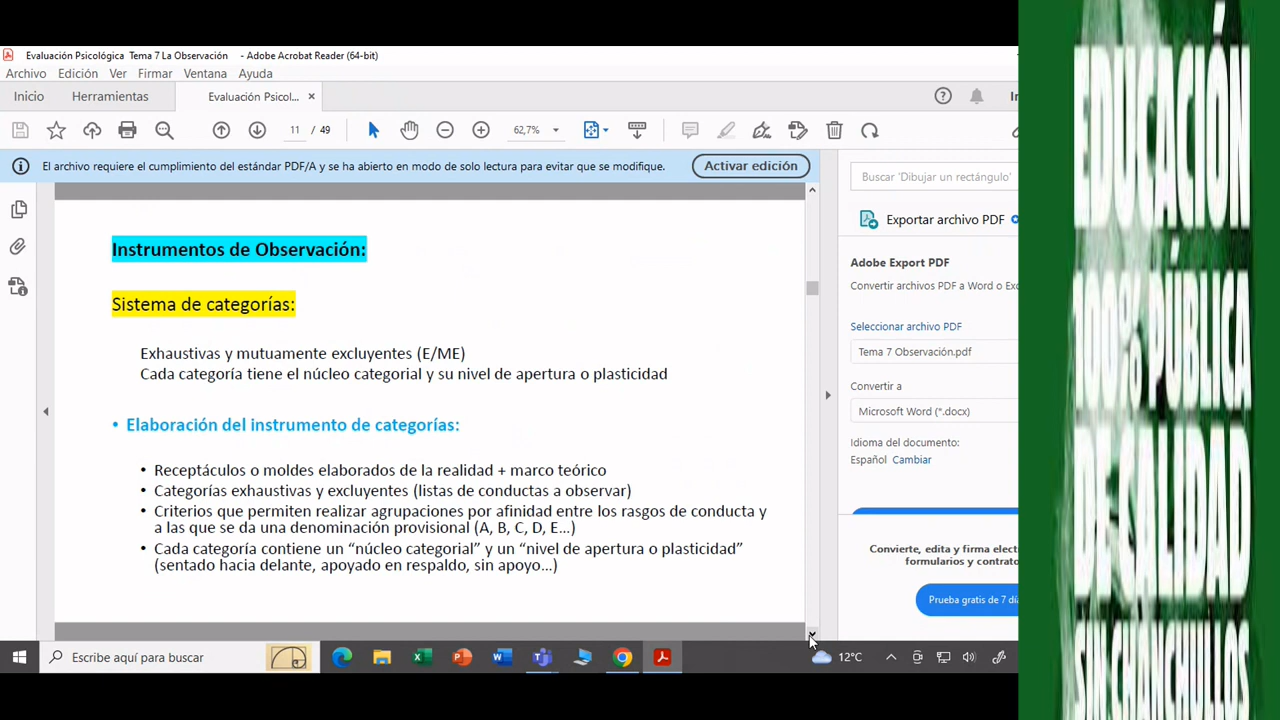 Evaluación Psicológica Tema 7 La Observación - Adobe Acrobat Reader (64-bit)
Archivo Edición Ver Firmar Ventana Ayuda
Inicio Herramientas Evaluación Psicol... ×
11 / 49 62,7%
El archivo requiere el cumplimiento del estándar PDF/A y se ha abierto en modo de solo lectura para evitar que se modifique. Activar edición
Instrumentos de Observación:
Sistema de categorías:
Exhaustivas y mutuamente excluyentes (E/ME)
Cada categoría tiene el núcleo categorial y su nivel de apertura o plasticidad
• Elaboración del instrumento de categorías:
• Receptáculos o moldes elaborados de la realidad + marco teórico
• Categorías exhaustivas y excluyentes (listas de conductas a observar)
• Criterios que permiten realizar agrupaciones por afinidad entre los rasgos de conducta y
a las que se da una denominación provisional (A, B, C, D, E...)
• Cada categoría contiene un “núcleo categorial” y un “nivel de apertura o plasticidad”
(sentado hacia delante, apoyado en respaldo, sin apoyo...)
Buscar 'Dibujar un rectángulo'
Exportar archivo PDF
Adobe Export PDF
Convertir archivos PDF a Word o Exc
Seleccionar archivo PDF
Tema 7 Observación.pdf
Convertir a
Microsoft Word (*.docx)
Idioma del documento:
Español Cambiar
Convierte, edita y firma elect
formularios y contrato
Prueba gratis de 7 día
Escribe aquí para buscar
12°C
EDUCACIÓN
100% PÚBLICA
DE SALIDAD
SIN CHANCHULLOS